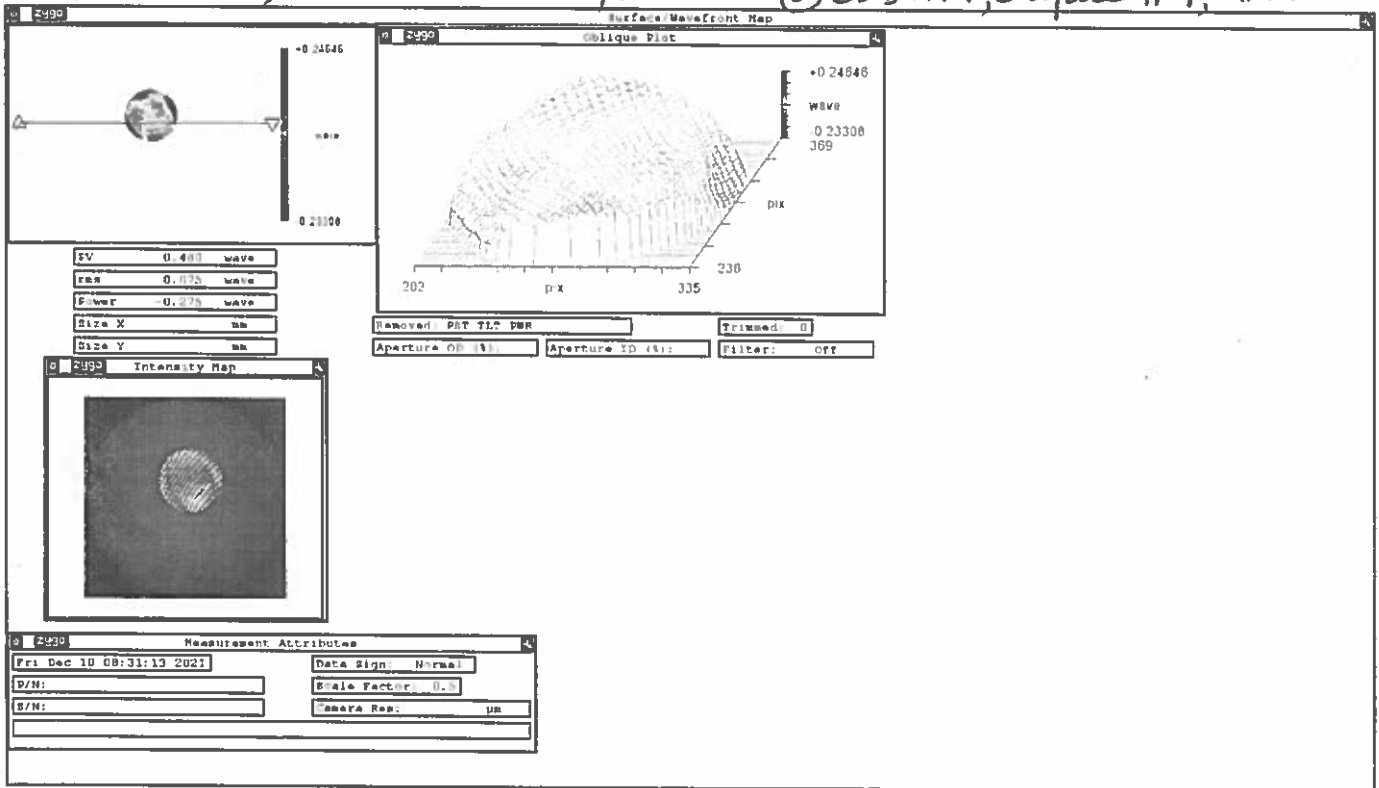 zygo Surface/Wavefront Map
+0.24646
wave
-0.23308
zygo Oblique Plot
+0.24646
wave
-0.23308
369
pix
238
202 pix 335
PV 0.480 wave
rms 0.075 wave
Power -0.275 wave
Size X mm
Size Y mm
Removed: PST TLT PWR
Trimmed: 0
Aperture OD (%):
Aperture ID (%):
Filter: Off
zygo Intensity Map
zygo Measurement Attributes
Fri Dec 10 08:31:13 2021
Data Sign: Normal
P/N:
Scale Factor: 0.5
S/N:
Camera Res: µm